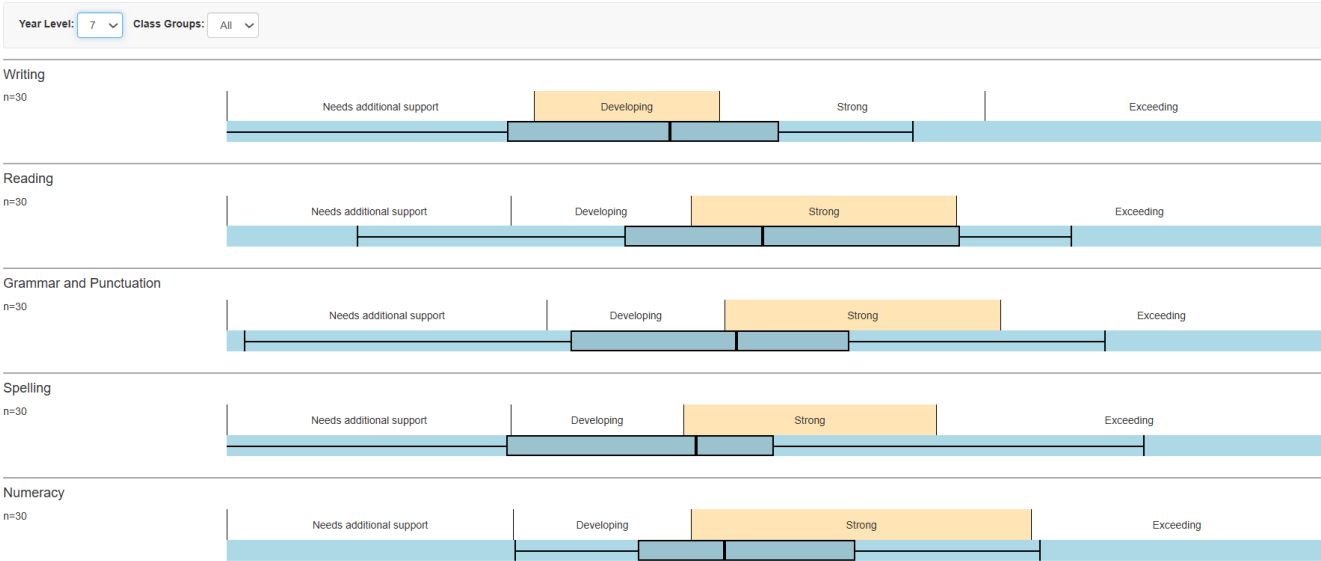 Year Level: 7 Class Groups: All
Writing
n=30
Needs additional support Developing Strong Exceeding
Reading
n=30
Needs additional support Developing Strong Exceeding
Grammar and Punctuation
n=30
Needs additional support Developing Strong Exceeding
Spelling
n=30
Needs additional support Developing Strong Exceeding
Numeracy
n=30
Needs additional support Developing Strong Exceeding